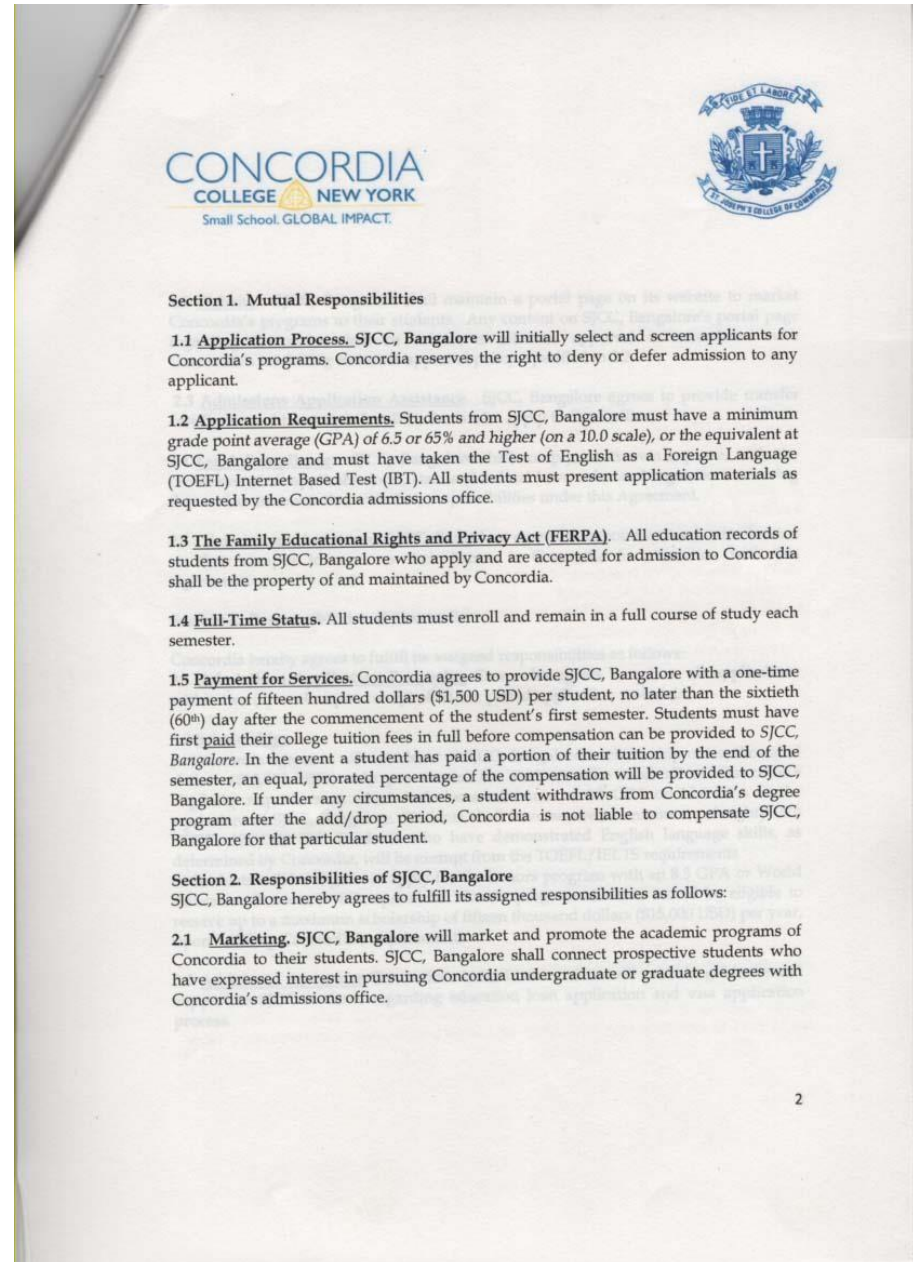 FIDE ET LABORE
ST. JOSEPH'S COLLEGE OF COMMERCE
CONCORDIA
COLLEGE NEW YORK
Small School. GLOBAL IMPACT.
Section 1. Mutual Responsibilities
1.1 Application Process. SJCC, Bangalore will initially select and screen applicants for
Concordia's programs. Concordia reserves the right to deny or defer admission to any
applicant.
1.2 Application Requirements. Students from SJCC, Bangalore must have a minimum
grade point average (GPA) of 6.5 or 65% and higher (on a 10.0 scale), or the equivalent at
SJCC, Bangalore and must have taken the Test of English as a Foreign Language
(TOEFL) Internet Based Test (IBT). All students must present application materials as
requested by the Concordia admissions office.
1.3 The Family Educational Rights and Privacy Act (FERPA). All education records of
students from SJCC, Bangalore who apply and are accepted for admission to Concordia
shall be the property of and maintained by Concordia.
1.4 Full-Time Status. All students must enroll and remain in a full course of study each
semester.
1.5 Payment for Services. Concordia agrees to provide SJCC, Bangalore with a one-time
payment of fifteen hundred dollars ($1,500 USD) per student, no later than the sixtieth
(60th) day after the commencement of the student's first semester. Students must have
first paid their college tuition fees in full before compensation can be provided to SJCC,
Bangalore. In the event a student has paid a portion of their tuition by the end of the
semester, an equal, prorated percentage of the compensation will be provided to SJCC,
Bangalore. If under any circumstances, a student withdraws from Concordia's degree
program after the add/drop period, Concordia is not liable to compensate SJCC,
Bangalore for that particular student.
Section 2. Responsibilities of SJCC, Bangalore
SJCC, Bangalore hereby agrees to fulfill its assigned responsibilities as follows:
2.1 Marketing. SJCC, Bangalore will market and promote the academic programs of
Concordia to their students. SJCC, Bangalore shall connect prospective students who
have expressed interest in pursuing Concordia undergraduate or graduate degrees with
Concordia's admissions office.
2